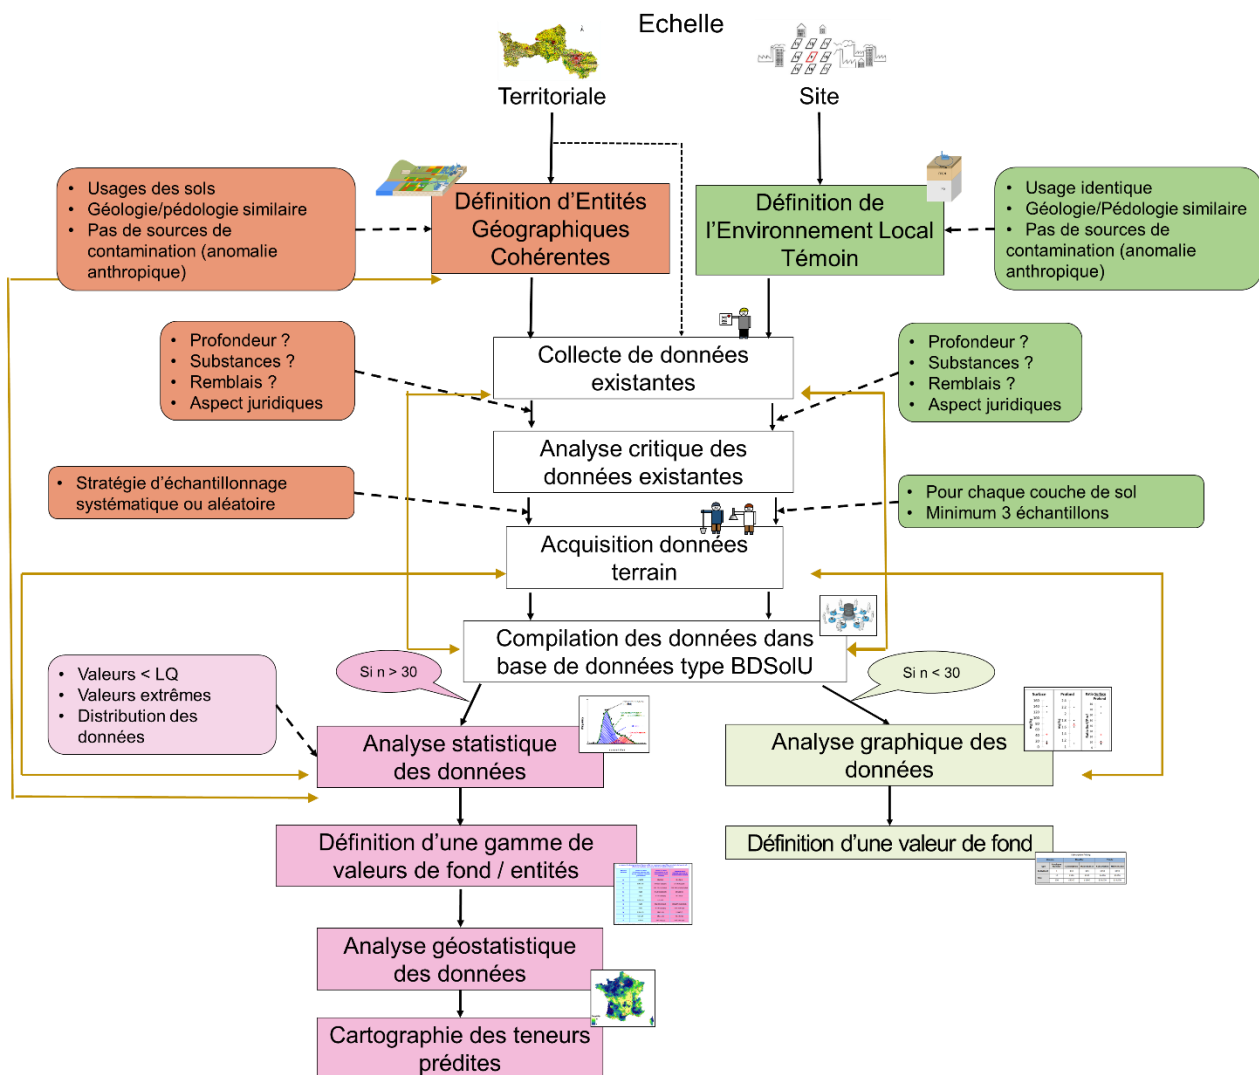 Echelle
Territoriale
Site
• Usages des sols
• Géologie/pédologie similaire
• Pas de sources de
contamination (anomalie
anthropique)
Définition d’Entités
Géographiques
Cohérentes
Définition de
l’Environnement Local
Témoin
• Usage identique
• Géologie/Pédologie similaire
• Pas de sources de
contamination (anomalie
anthropique)
• Profondeur ?
• Substances ?
• Remblais ?
• Aspect juridiques
Collecte de données
existantes
• Profondeur ?
• Substances ?
• Remblais ?
• Aspect juridiques
Analyse critique des
données existantes
• Stratégie d’échantillonnage
systématique ou aléatoire
• Pour chaque couche de sol
• Minimum 3 échantillons
Acquisition données
terrain
Compilation des données dans
base de données type BDSolU
Si n > 30
Si n < 30
• Valeurs < LQ
• Valeurs extrêmes
• Distribution des
données
Analyse statistique
des données
Analyse graphique des
données
Définition d’une gamme de
valeurs de fond / entités
Définition d’une valeur de fond
Analyse géostatistique
des données
Cartographie des teneurs
prédites